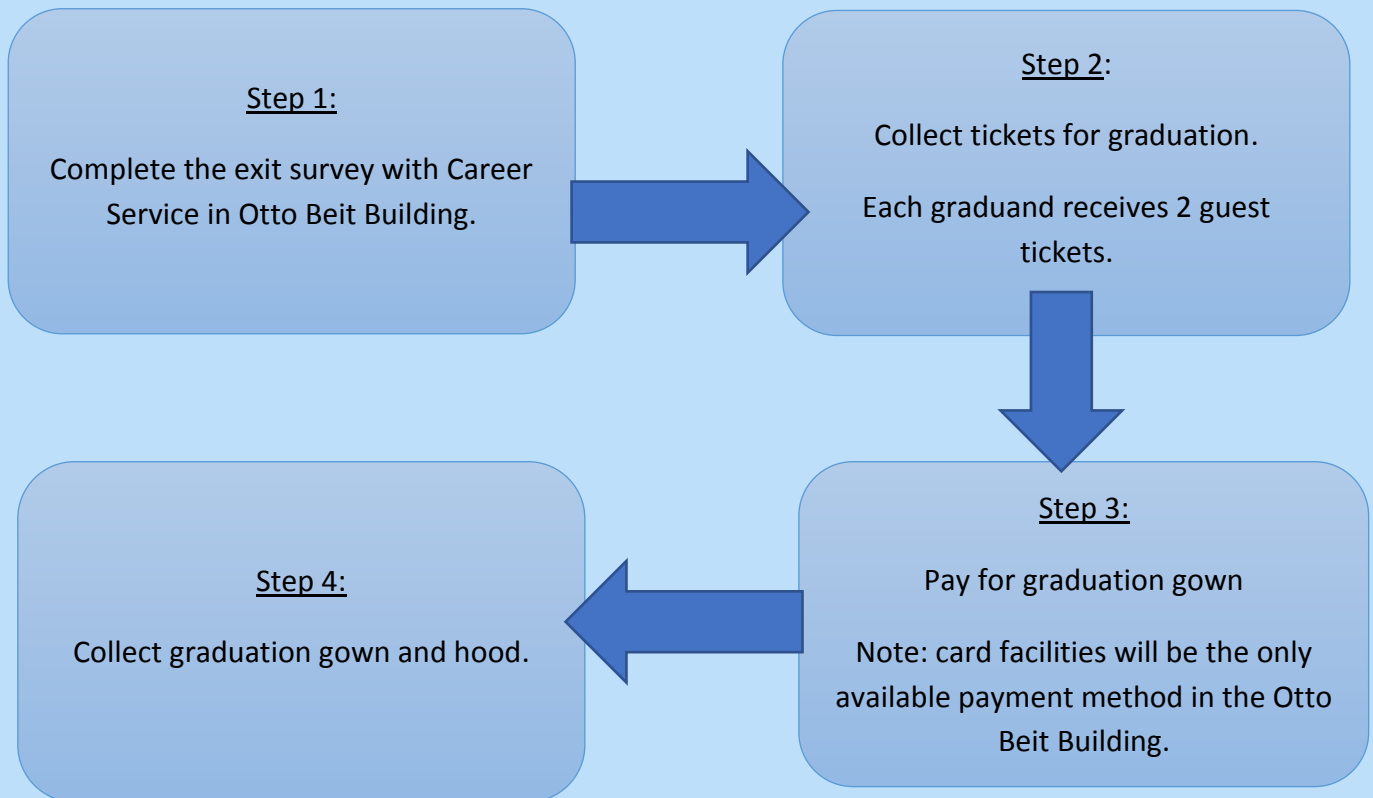 Step 1:
Complete the exit survey with Career
Service in Otto Beit Building.
Step 2:
Collect tickets for graduation.
Each graduand receives 2 guest
tickets.
Step 3:
Pay for graduation gown
Note: card facilities will be the only
available payment method in the Otto
Beit Building.
Step 4:
Collect graduation gown and hood.